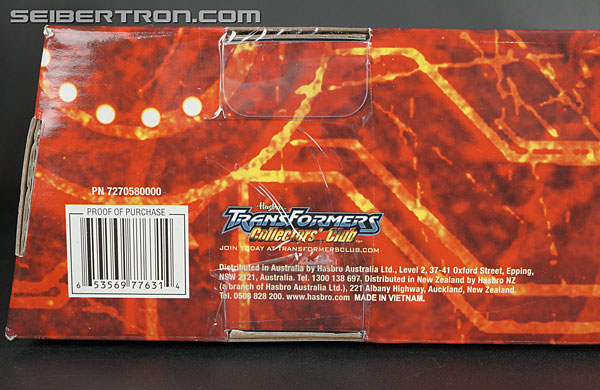 SEIBERTRON.COM
PN 7270580000
PROOF OF PURCHASE
6 53569 77631 4
Hasbro
TRANSFORMERS
Collectors' Club™
JOIN TODAY AT TRANSFORMERSCLUB.COM
Distributed in Australia by Hasbro Australia Ltd., Level 2, 37-41 Oxford Street, Epping,
NSW 2121, Australia. Tel. 1300 138 697. Distributed in New Zealand by Hasbro NZ
(a branch of Hasbro Australia Ltd.), 221 Albany Highway, Auckland, New Zealand.
Tel. 0508 828 200. www.hasbro.com MADE IN VIETNAM.